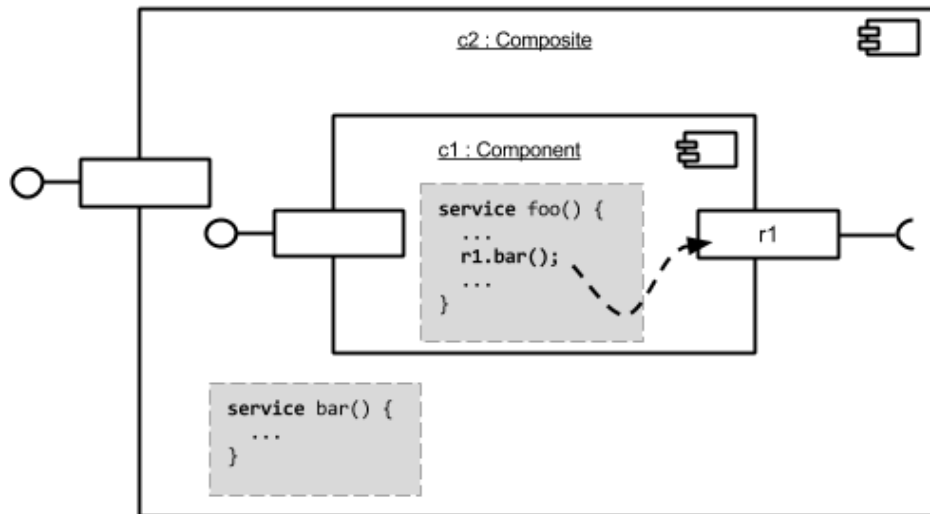 c2 : Composite
c1 : Component
service foo() {
...
r1.bar();
...
}
r1
service bar() {
...
}